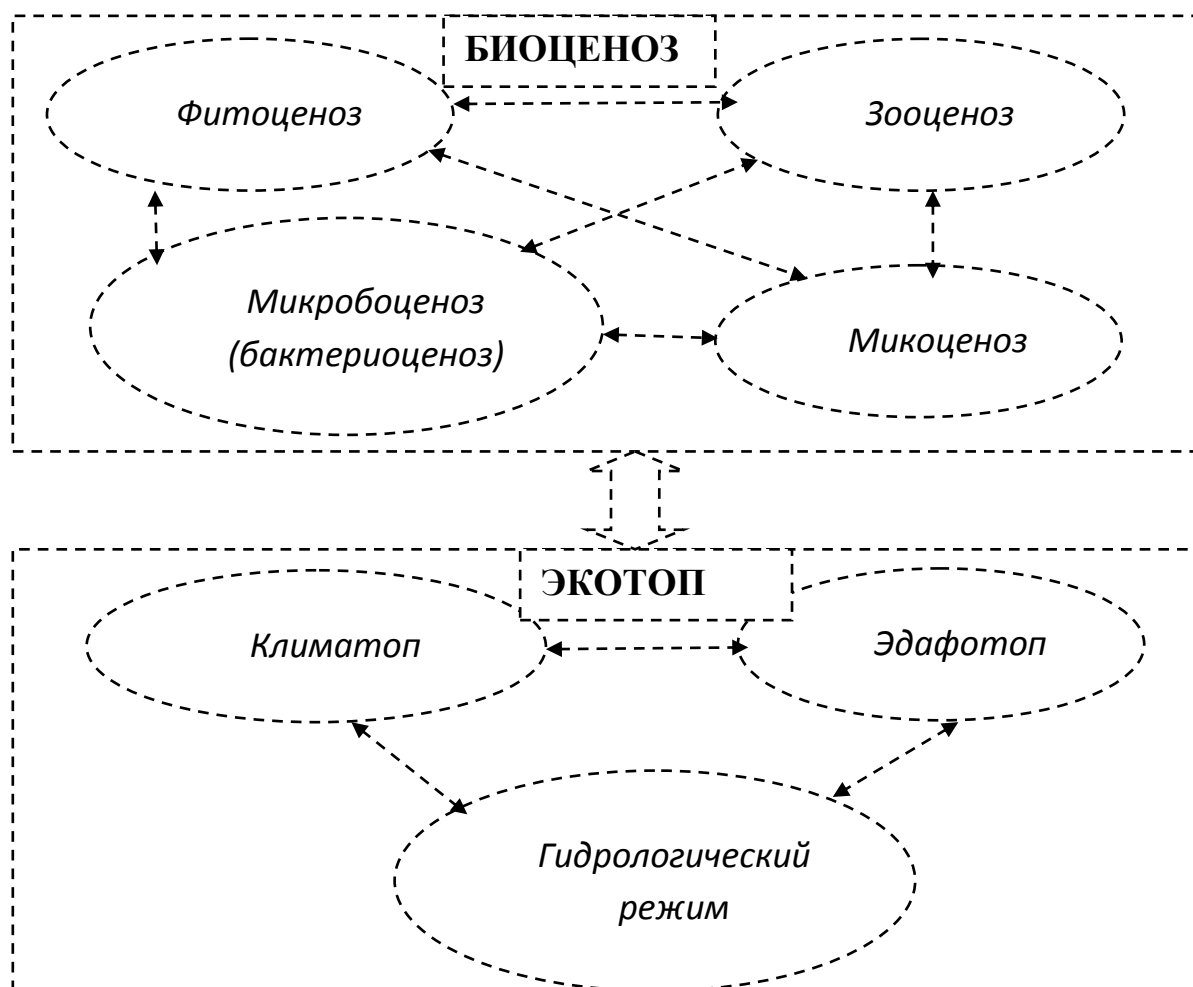 БИОЦЕНОЗ
Фитоценоз
Зооценоз
Микробоценоз
(бактериоценоз)
Микоценоз
ЭКОТОП
Климатоп
Эдафотоп
Гидрологический
режим